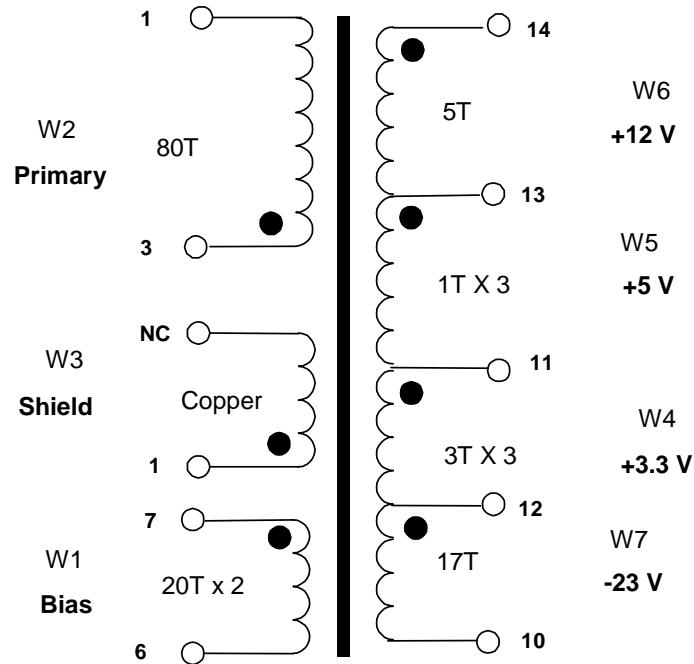 1
W2
Primary
80T
3
NC
W3
Shield
Copper
1
7
W1
Bias
20T x 2
6
14
5T
W6
+12 V
13
1T X 3
W5
+5 V
11
3T X 3
W4
+3.3 V
12
17T
W7
-23 V
10